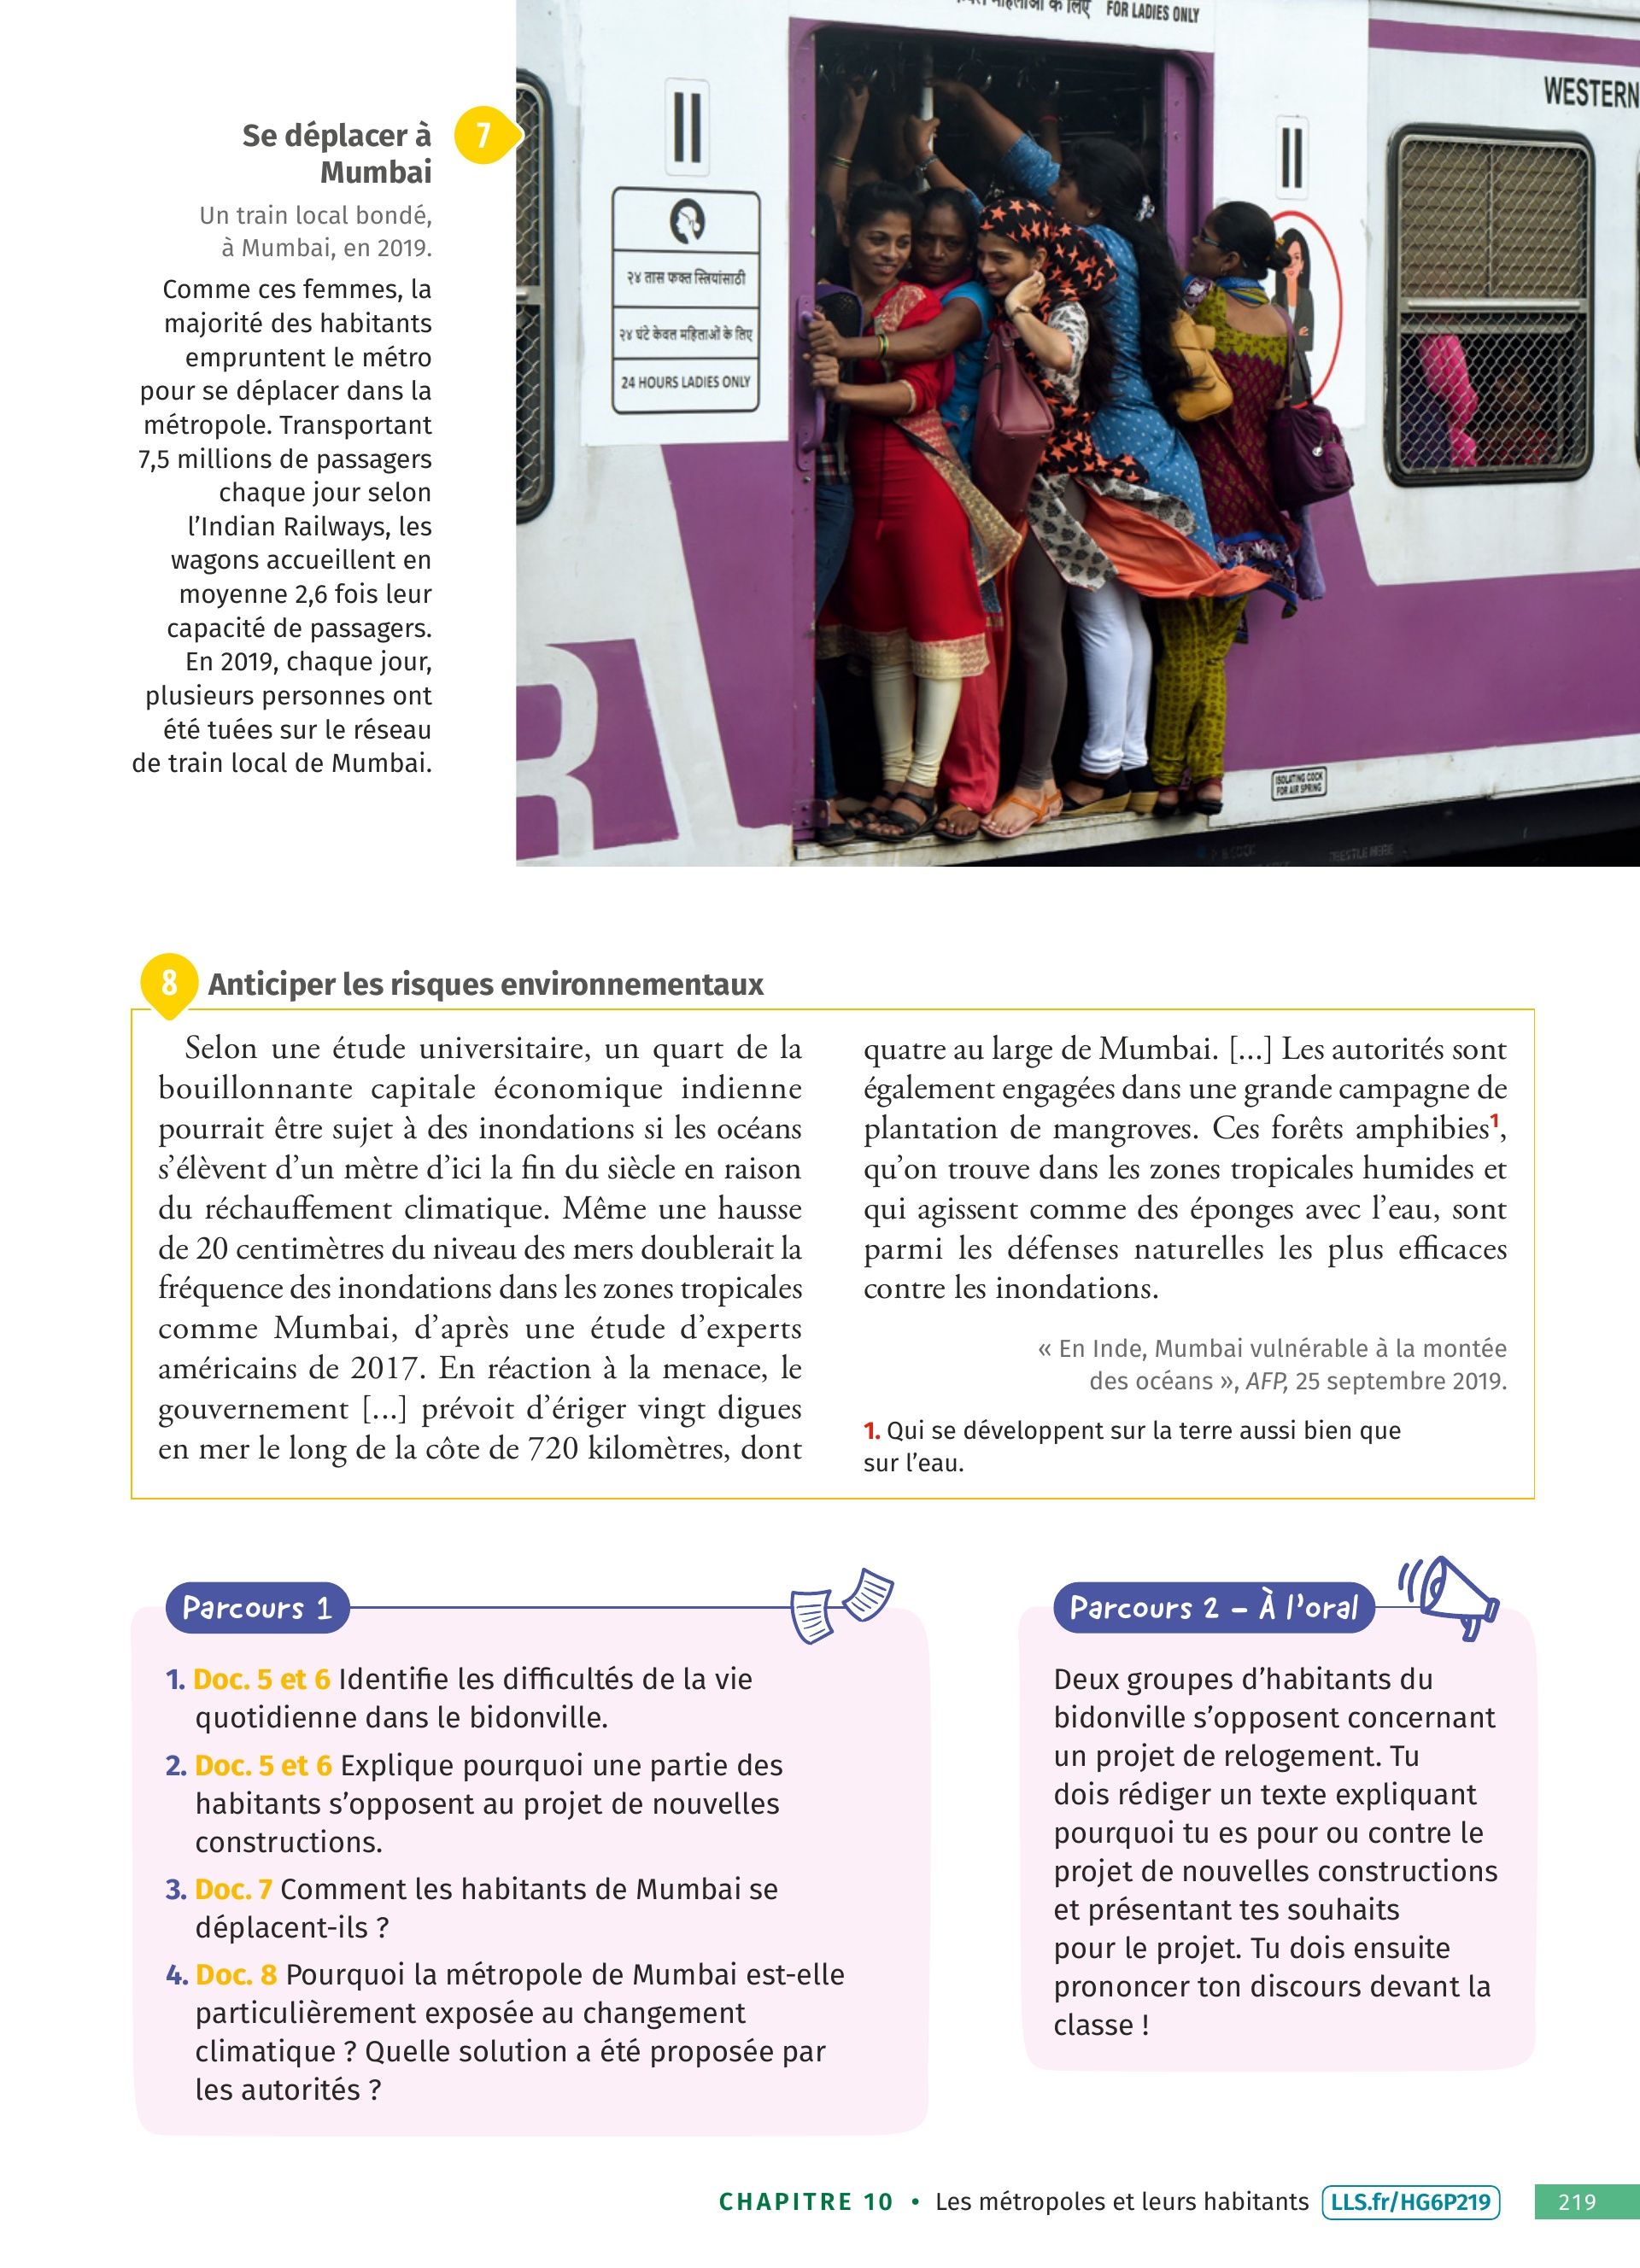 FOR LADIES ONLY
WESTERN
II
II
२४ तास फक्त स्त्रियांसाठी
२४ घंटे केवल महिलाओं के लिए
24 HOURS LADIES ONLY
R
ISOLATING COCK
FOR AIR SPRING
Se déplacer à
Mumbai
7
Un train local bondé,
à Mumbai, en 2019.
Comme ces femmes, la
majorité des habitants
empruntent le métro
pour se déplacer dans la
métropole. Transportant
7,5 millions de passagers
chaque jour selon
l’Indian Railways, les
wagons accueillent en
moyenne 2,6 fois leur
capacité de passagers.
En 2019, chaque jour,
plusieurs personnes ont
été tuées sur le réseau
de train local de Mumbai.
8 Anticiper les risques environnementaux
Selon une étude universitaire, un quart de la
bouillonnante capitale économique indienne
pourrait être sujet à des inondations si les océans
s’élèvent d’un mètre d’ici la fin du siècle en raison
du réchauffement climatique. Même une hausse
de 20 centimètres du niveau des mers doublerait la
fréquence des inondations dans les zones tropicales
comme Mumbai, d’après une étude d’experts
américains de 2017. En réaction à la menace, le
gouvernement [...] prévoit d’ériger vingt digues
en mer le long de la côte de 720 kilomètres, dont
quatre au large de Mumbai. [...] Les autorités sont
également engagées dans une grande campagne de
plantation de mangroves. Ces forêts amphibies¹,
qu’on trouve dans les zones tropicales humides et
qui agissent comme des éponges avec l’eau, sont
parmi les défenses naturelles les plus efficaces
contre les inondations.
« En Inde, Mumbai vulnérable à la montée
des océans », AFP, 25 septembre 2019.
1. Qui se développent sur la terre aussi bien que
sur l’eau.
Parcours 1
1. Doc. 5 et 6 Identifie les difficultés de la vie
quotidienne dans le bidonville.
2. Doc. 5 et 6 Explique pourquoi une partie des
habitants s’opposent au projet de nouvelles
constructions.
3. Doc. 7 Comment les habitants de Mumbai se
déplacent-ils ?
4. Doc. 8 Pourquoi la métropole de Mumbai est-elle
particulièrement exposée au changement
climatique ? Quelle solution a été proposée par
les autorités ?
Parcours 2 – À l’oral
Deux groupes d’habitants du
bidonville s’opposent concernant
un projet de relogement. Tu
dois rédiger un texte expliquant
pourquoi tu es pour ou contre le
projet de nouvelles constructions
et présentant tes souhaits
pour le projet. Tu dois ensuite
prononcer ton discours devant la
classe !
CHAPITRE 10 • Les métropoles et leurs habitants LLS.fr/HG6P219 219